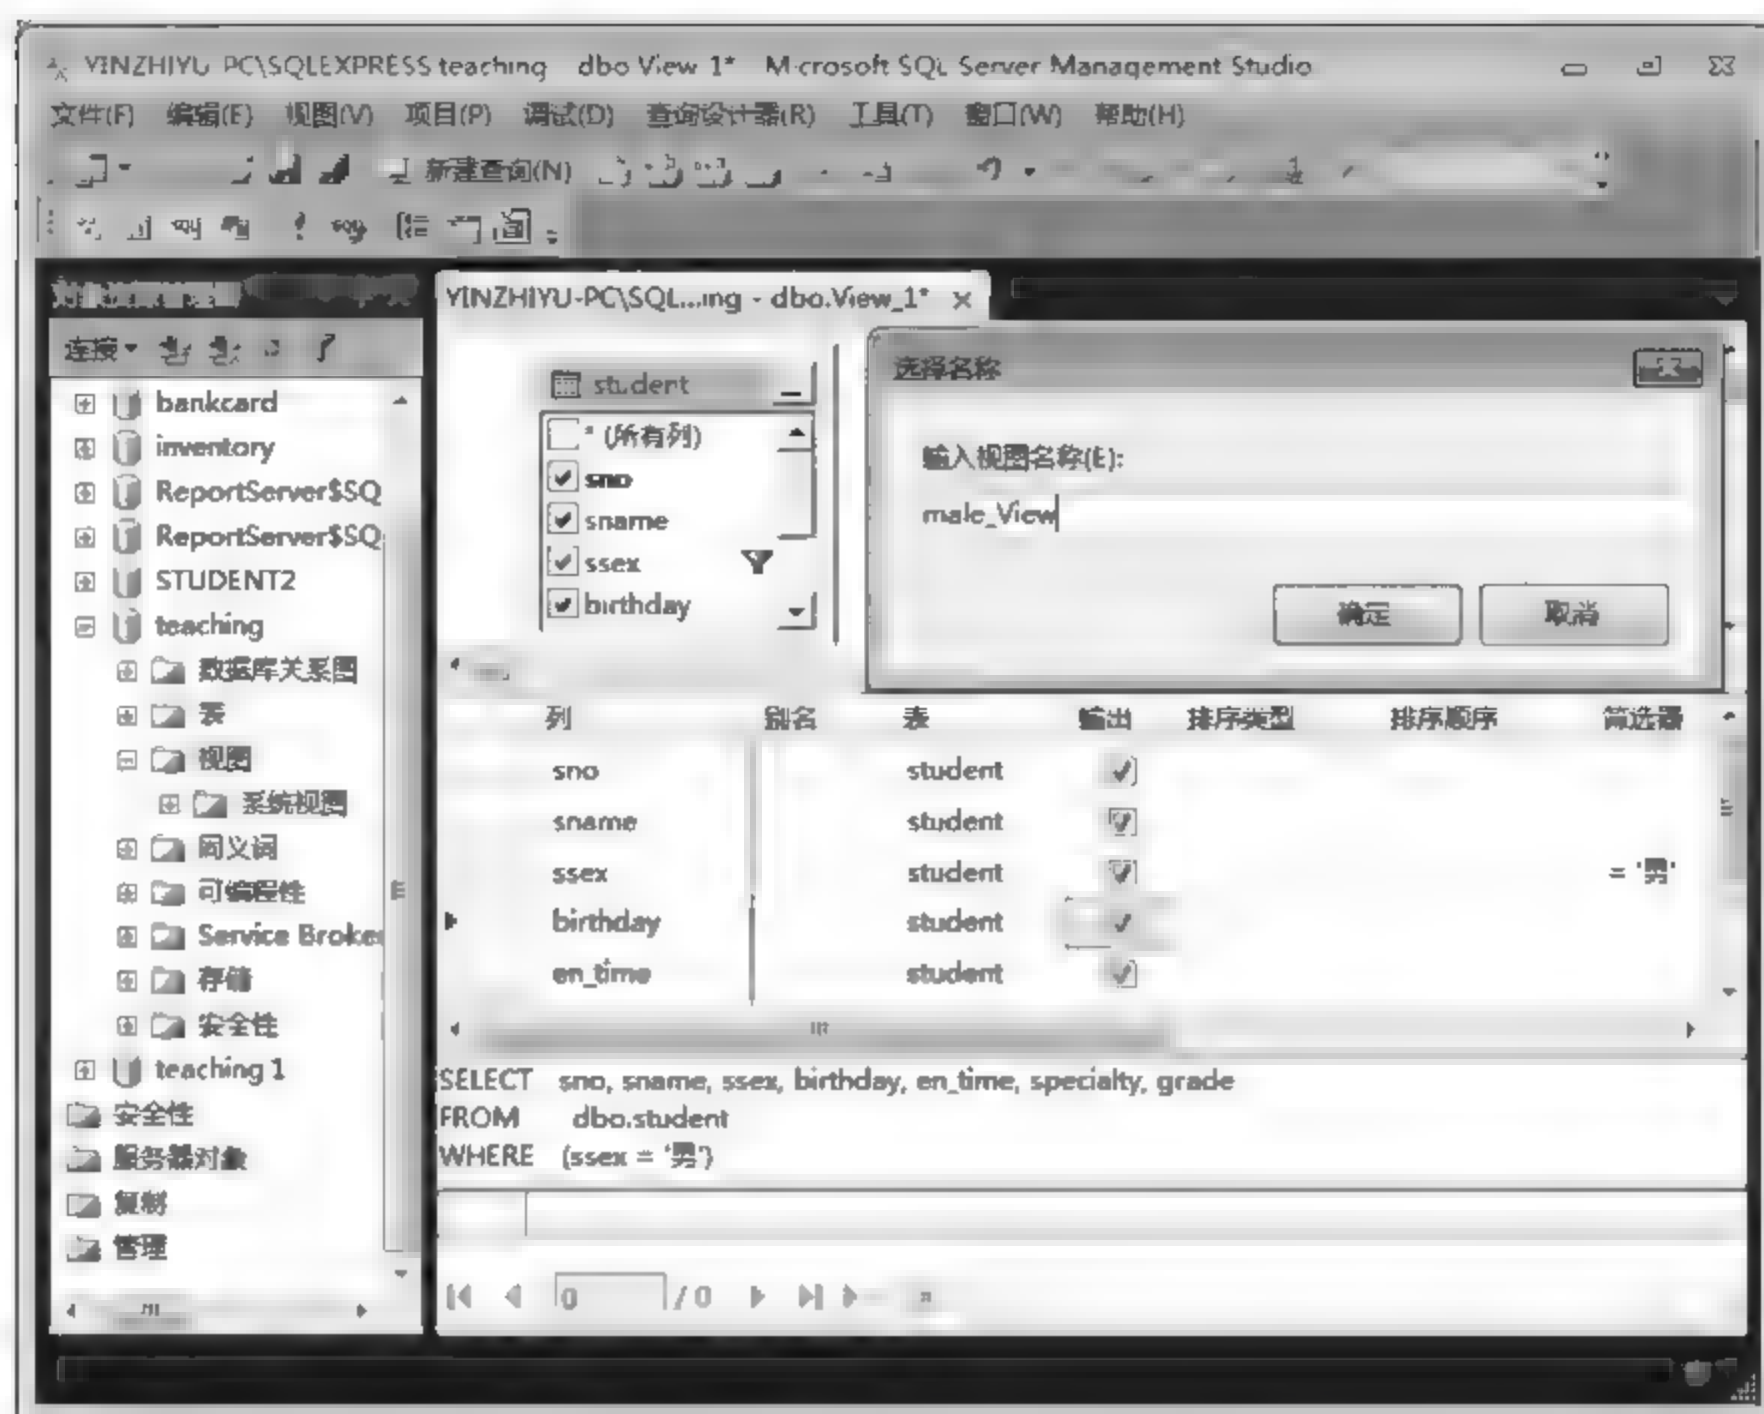 YINZHIYU-PC\SQLEXPRESS teaching - dbo View_1* - Microsoft SQL Server Management Studio
文件(F) 编辑(E) 视图(V) 项目(P) 调试(D) 查询设计器(R) 工具(T) 窗口(W) 帮助(H)
新建查询(N)
YINZHIYU-PC\SQL...ing - dbo.View_1*
连接
bankcard
inventory
ReportServer$SQ
ReportServer$SQ
STUDENT2
teaching
数据库关系图
表
视图
系统视图
同义词
可编程性
Service Broker
存储
安全性
teaching1
安全性
服务器对象
复制
管理
student
* (所有列)
sno
sname
ssex
birthday
选择名称
输入视图名称(E):
male_View
确定 取消
列 别名 表 输出 排序类型 排序顺序 筛选器
sno student
sname student
ssex student = '男'
birthday student
en_time student
SELECT sno, sname, ssex, birthday, en_time, specialty, grade
FROM dbo.student
WHERE (ssex = '男')
0 / 0